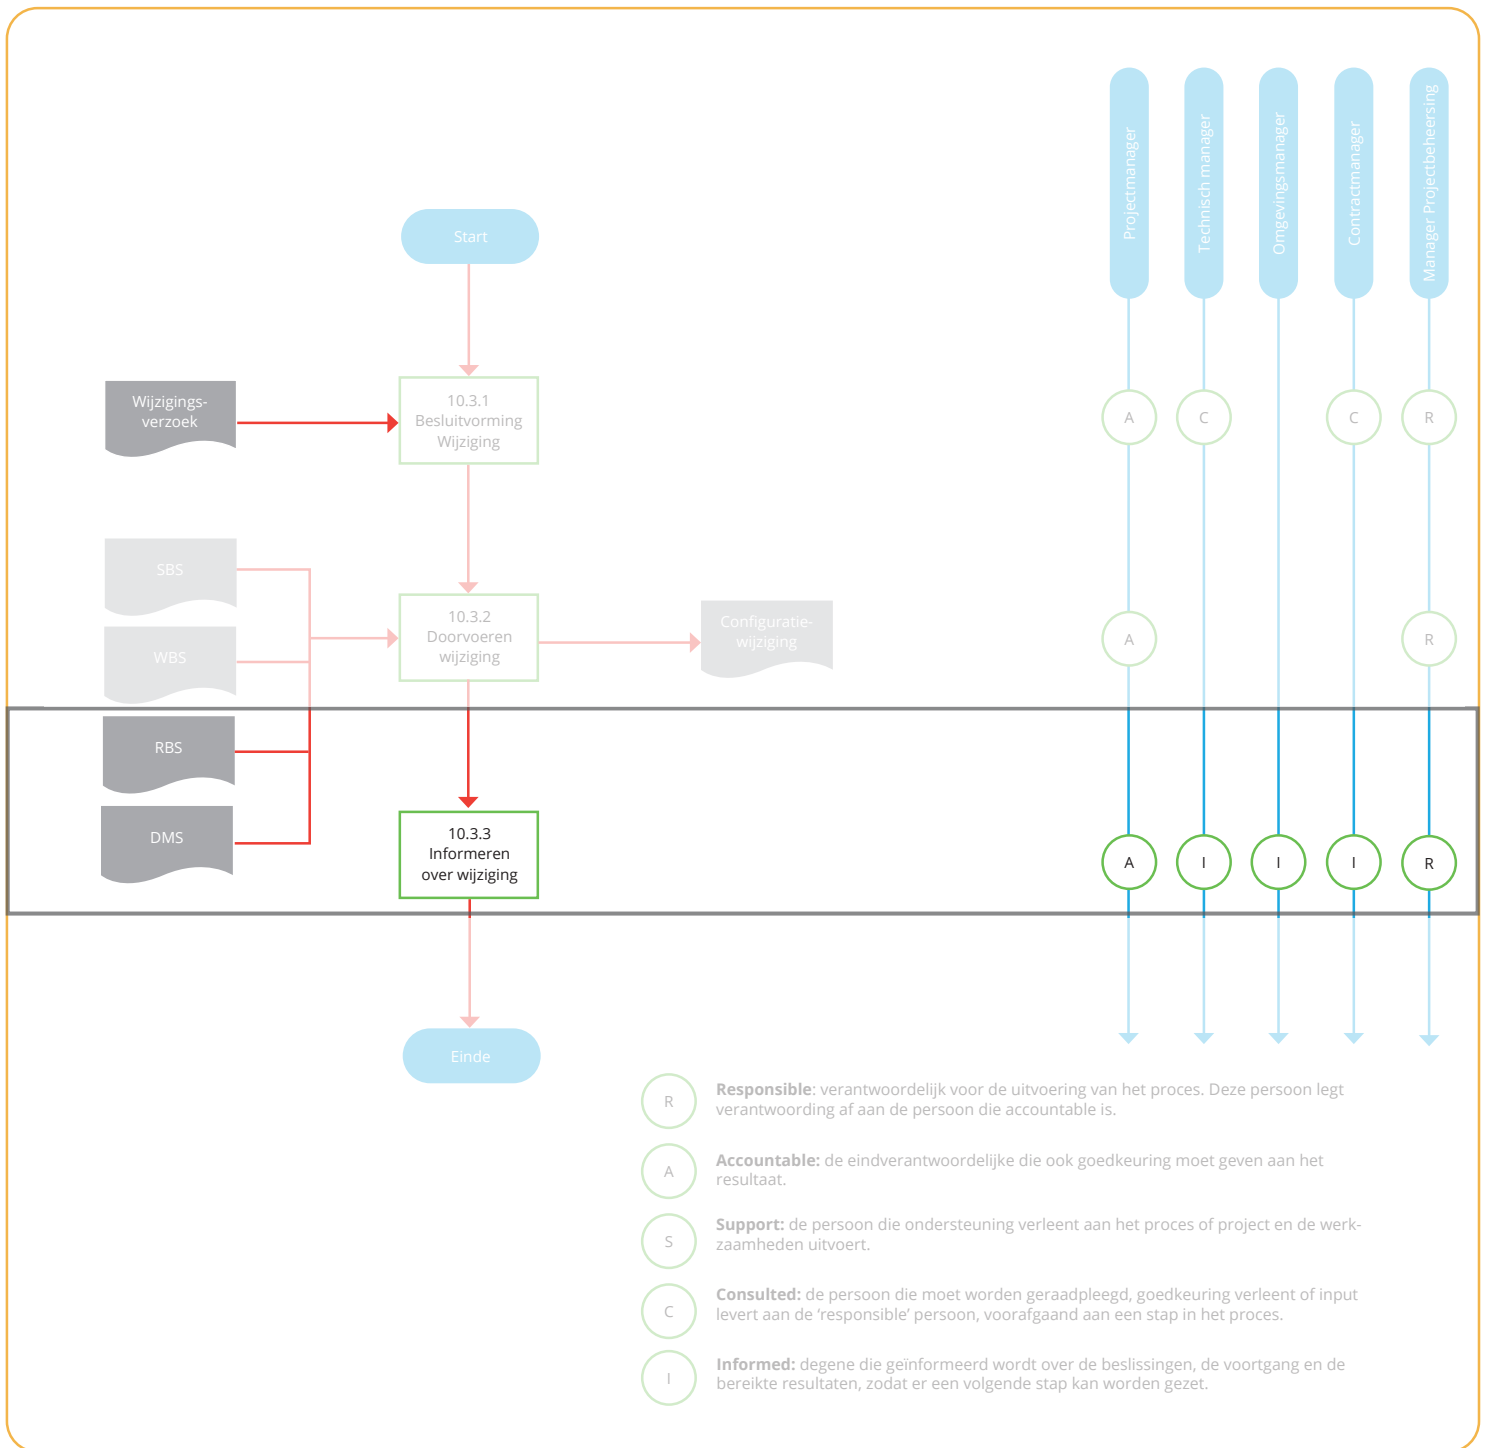 Projectmanager
Technisch manager
Omgevingsmanager
Contractmanager
Manager Projectbeheersing
Start
Wijzigings-
verzoek
10.3.1
Besluitvorming
Wijziging
A
C
C
R
SBS
WBS
10.3.2
Doorvoeren
wijziging
Configuratie-
wijziging
A
R
RBS
DMS
10.3.3
Informeren
over wijziging
A
I
I
I
R
Einde
R
Responsible: verantwoordelijk voor de uitvoering van het proces. Deze persoon legt
verantwoording af aan de persoon die accountable is.
A
Accountable: de eindverantwoordelijke die ook goedkeuring moet geven aan het
resultaat.
S
Support: de persoon die ondersteuning verleent aan het proces of project en de werk-
zaamheden uitvoert.
C
Consulted: de persoon die moet worden geraadpleegd, goedkeuring verleent of input
levert aan de ‘responsible’ persoon, voorafgaand aan een stap in het proces.
I
Informed: degene die geïnformeerd wordt over de beslissingen, de voortgang en de
bereikte resultaten, zodat er een volgende stap kan worden gezet.